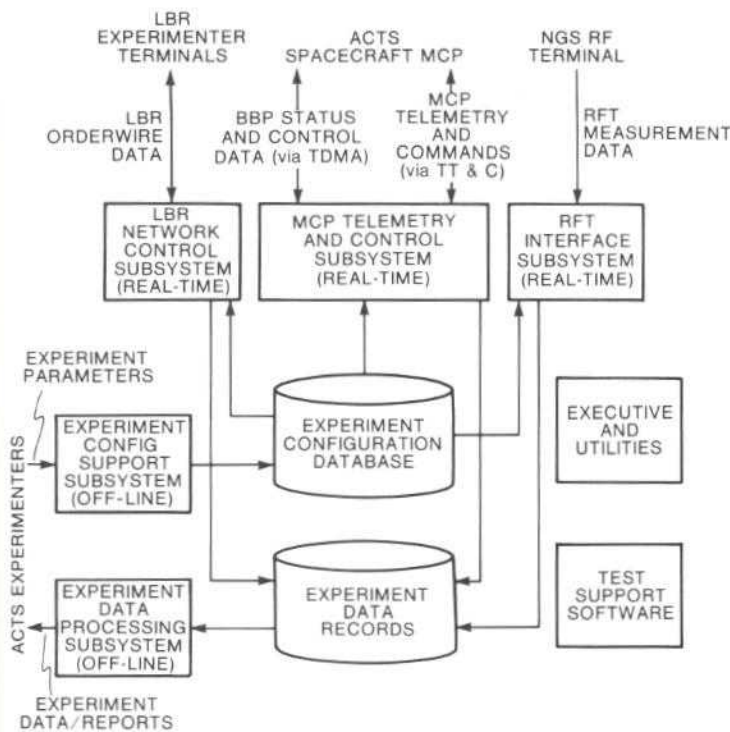 LBR
EXPERIMENTER
TERMINALS
ACTS
SPACECRAFT MCP
NGS RF
TERMINAL
LBR
ORDERWIRE
DATA
BBP STATUS
AND CONTROL
DATA (via TDMA)
MCP
TELEMETRY
AND
COMMANDS
(via TT & C)
RFT
MEASUREMENT
DATA
LBR
NETWORK
CONTROL
SUBSYSTEM
(REAL-TIME)
MCP TELEMETRY
AND CONTROL
SUBSYSTEM
(REAL-TIME)
RFT
INTERFACE
SUBSYSTEM
(REAL-TIME)
EXPERIMENT
PARAMETERS
EXPERIMENT
CONFIG
SUPPORT
SUBSYSTEM
(OFF-LINE)
EXPERIMENT
CONFIGURATION
DATABASE
EXECUTIVE
AND
UTILITIES
ACTS EXPERIMENTERS
EXPERIMENT
DATA
PROCESSING
SUBSYSTEM
(OFF-LINE)
EXPERIMENT
DATA
RECORDS
TEST
SUPPORT
SOFTWARE
EXPERIMENT
DATA/REPORTS